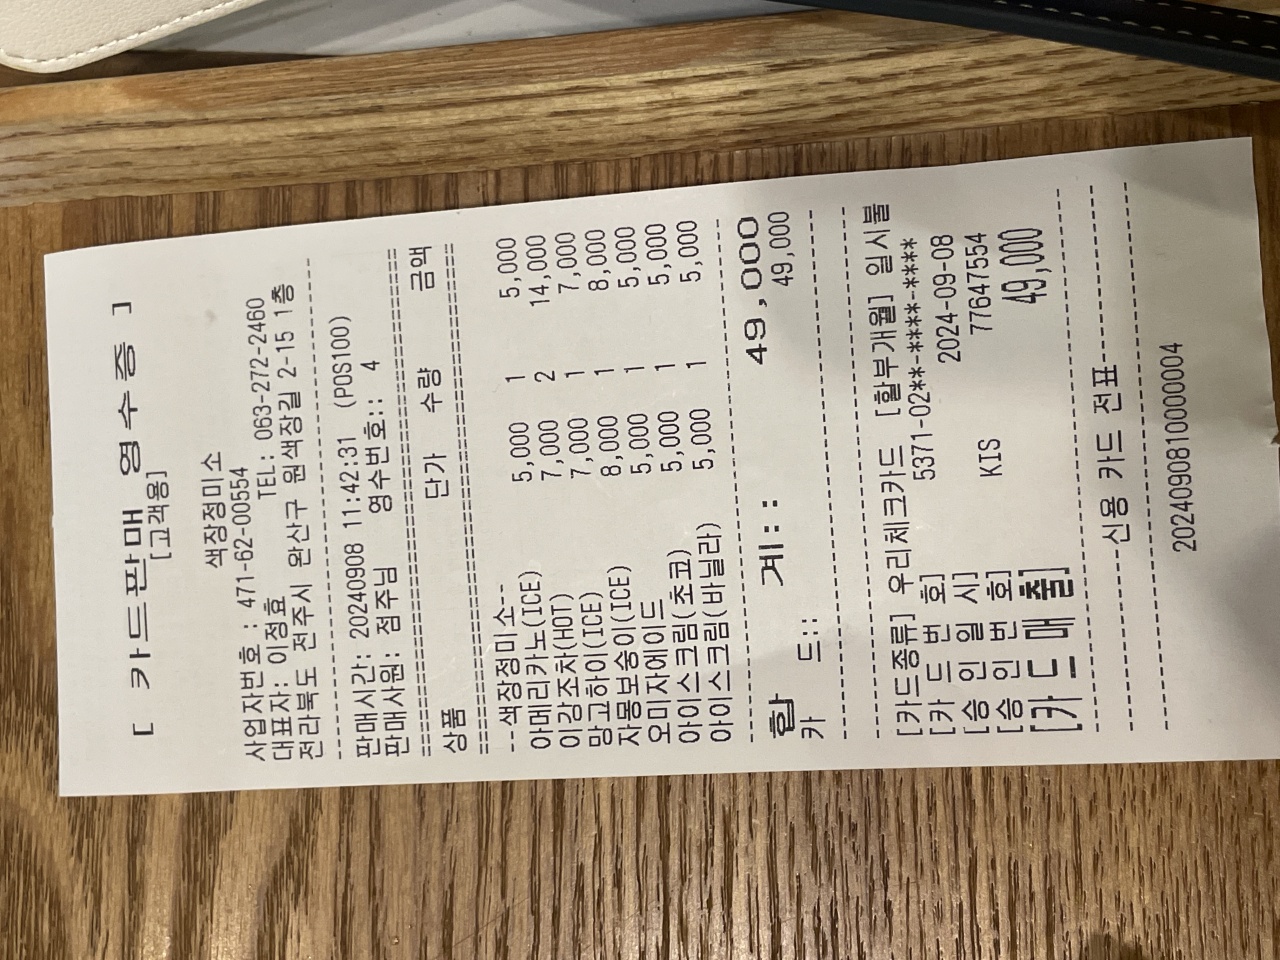 [ 카드판매 영수증 ]
[고객용]
색장정미소
사업자번호 : 471-62-00554
대표자: 이정효 TEL: 063-272-2460
전라북도 전주시 완산구 원색장길 2-15 1층
판매시간: 20240908 11:42:31 (POS100)
판매사원: 점주님 영수번호:: 4
상품 단가 수량 금액
--색장정미소--
아메리카노(ICE) 5,000 1 5,000
이강조차(HOT) 7,000 2 14,000
망고하이(ICE) 7,000 1 7,000
자몽보숭이(ICE) 8,000 1 8,000
오미자에이드 5,000 1 5,000
아이스크림(초코) 5,000 1 5,000
아이스크림(바닐라) 5,000 1 5,000
합 계:: 49,000
카 드:: 49,000
[카드종류] 우리체크카드 [할부개월] 일시불
[카 드 번 호] 5371-02**-****-****
[승 인 일 시] 2024-09-08
[승 인 번 호] KIS 77647554
[카 드 매 출] 49,000
신용 카드 전표
2024090810000004